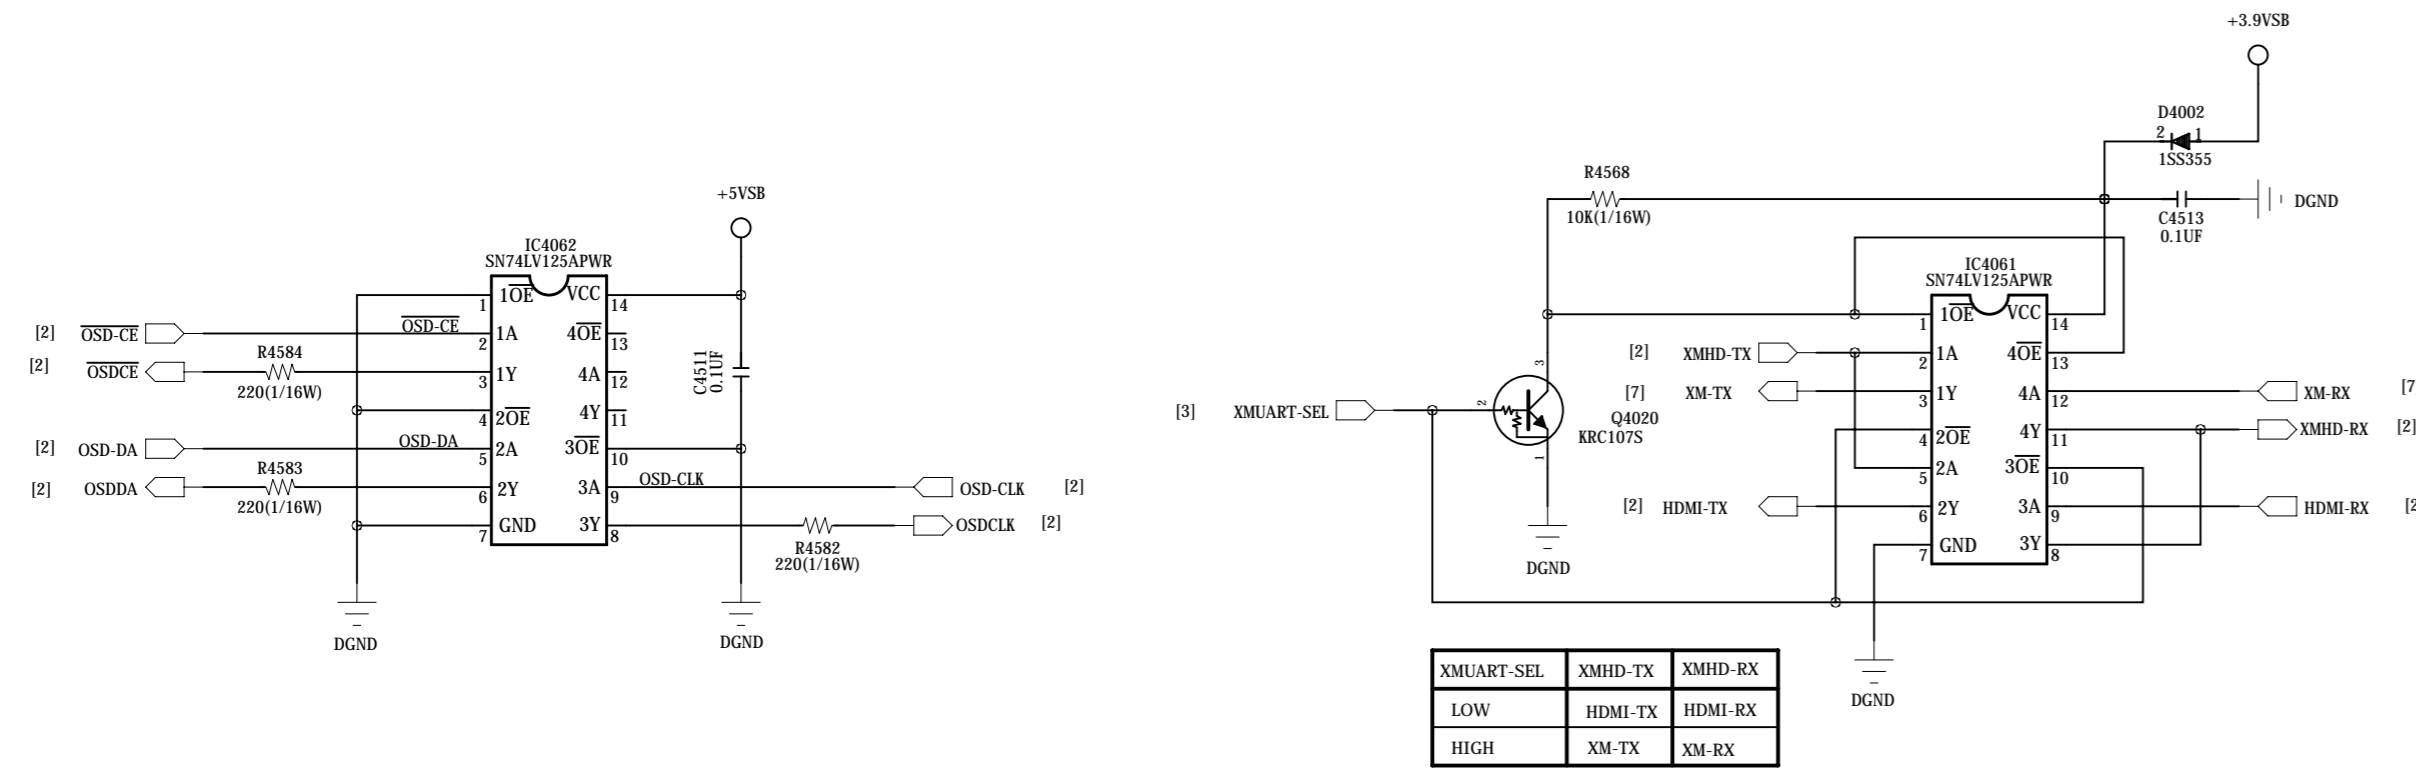 +5VSB
IC4062
SN74LV125APWR
1OE VCC
1 14
[2] OSD-CE OSD-CE 1A 4OE
2 13
[2] OSDCE R4584 1Y 4A
220(1/16W) 3 12
2OE 4Y
4 11
C4511
0.1UF
[2] OSD-DA OSD-DA 2A 3OE
5 10
[2] OSDDA R4583 2Y 3A OSD-CLK OSD-CLK [2]
220(1/16W) 6 9
GND 3Y OSDCLK [2]
7 8
R4582
220(1/16W)
DGND
DGND
+3.9VSB
D4002
2 1
1SS355
R4568
10K(1/16W)
C4513
0.1UF
DGND
IC4061
SN74LV125APWR
1OE VCC
1 14
[2] XMHD-TX 1A 4OE
2 13
[7] XM-TX 1Y 4A XM-RX [7
3 12
[3] XMUART-SEL
2 3 1
Q4020
KRC107S
2OE 4Y XMHD-RX [2]
4 11
2A 3OE
5 10
[2] HDMI-TX 2Y 3A HDMI-RX [2
6 9
GND 3Y
7 8
DGND
DGND
XMUART-SEL XMHD-TX XMHD-RX
LOW HDMI-TX HDMI-RX
HIGH XM-TX XM-RX